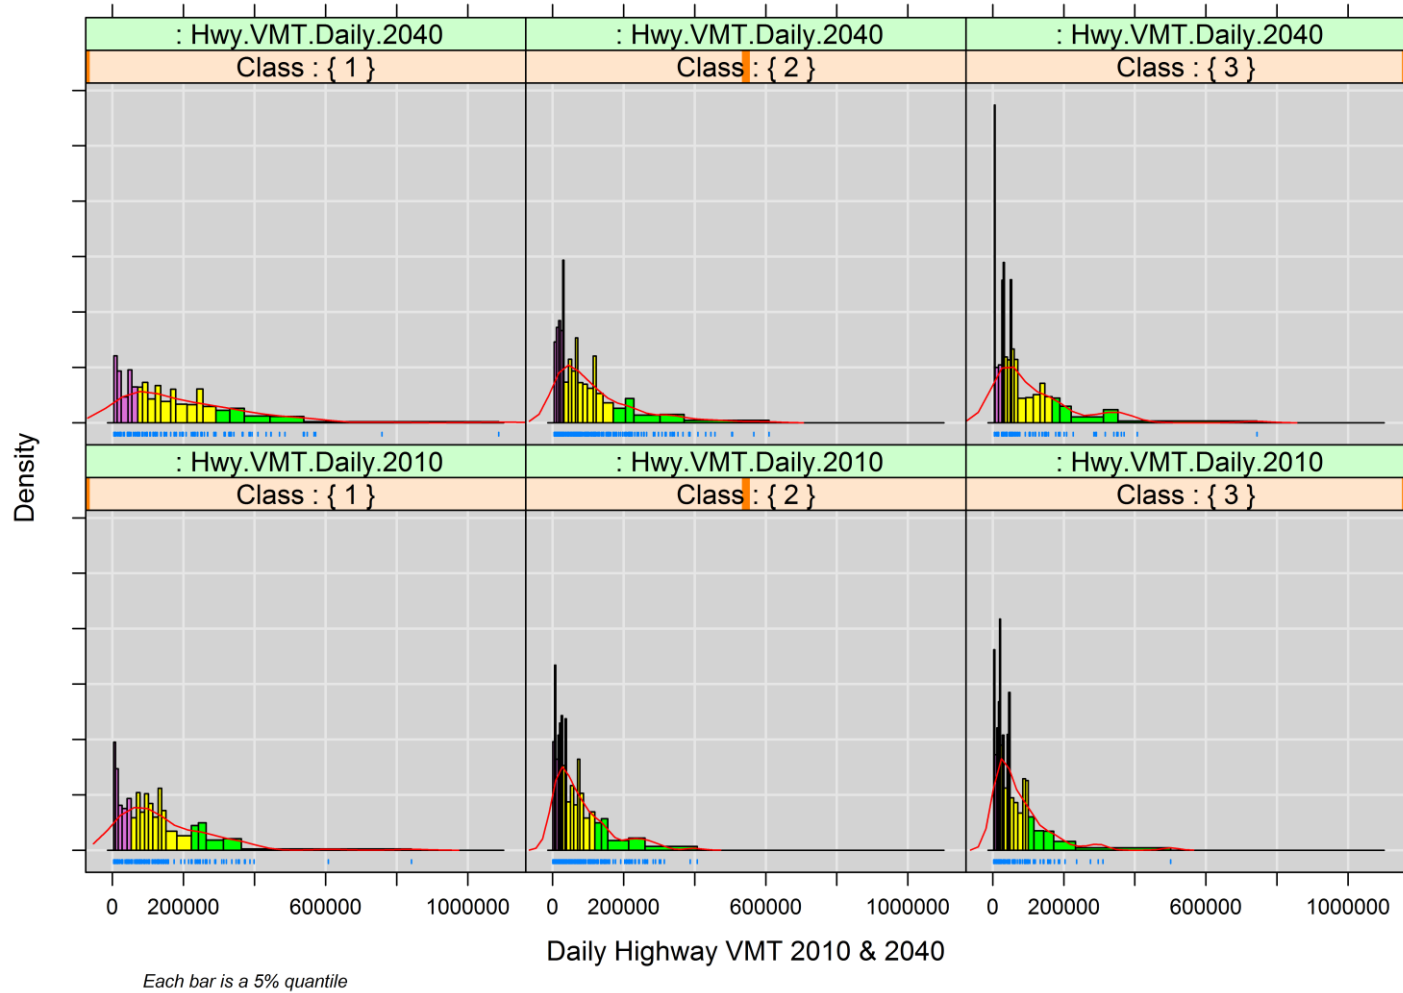 : Hwy.VMT.Daily.2040 : Hwy.VMT.Daily.2040 : Hwy.VMT.Daily.2040
Class : { 1 } Class : { 2 } Class : { 3 }
Density
: Hwy.VMT.Daily.2010 : Hwy.VMT.Daily.2010 : Hwy.VMT.Daily.2010
Class : { 1 } Class : { 2 } Class : { 3 }
0 200000 600000 1000000 0 200000 600000 1000000 0 200000 600000 1000000
Daily Highway VMT 2010 & 2040
Each bar is a 5% quantile